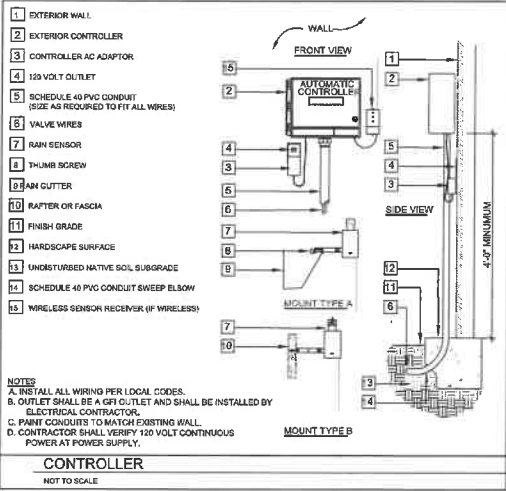 1 EXTERIOR WALL
2 EXTERIOR CONTROLLER
3 CONTROLLER AC ADAPTOR
4 120 VOLT OUTLET
5 SCHEDULE 40 PVC CONDUIT
(SIZE AS REQUIRED TO FIT ALL WIRES)
6 VALVE WIRES
7 RAIN SENSOR
8 THUMB SCREW
9 RAIN GUTTER
10 RAFTER OR FASCIA
11 FINISH GRADE
12 HARDSCAPE SURFACE
13 UNDISTURBED NATIVE SOIL SUBGRADE
14 SCHEDULE 40 PVC CONDUIT SWEEP ELBOW
15 WIRELESS SENSOR RECEIVER (IF WIRELESS)
NOTES
A. INSTALL ALL WIRING PER LOCAL CODES.
B. OUTLET SHALL BE A GFI OUTLET AND SHALL BE INSTALLED BY
ELECTRICAL CONTRACTOR.
C. PAINT CONDUITS TO MATCH EXISTING WALL.
D. CONTRACTOR SHALL VERIFY 120 VOLT CONTINUOUS
POWER AT POWER SUPPLY.
WALL
FRONT VIEW
15
2
AUTOMATIC
CONTROLLER
4
3
5
6
7
8
9
MOUNT TYPE A
7
10
MOUNT TYPE B
1
2
5
4
3
SIDE VIEW
4'-0" MINUMUM
12
11
6
13
14
CONTROLLER
NOT TO SCALE